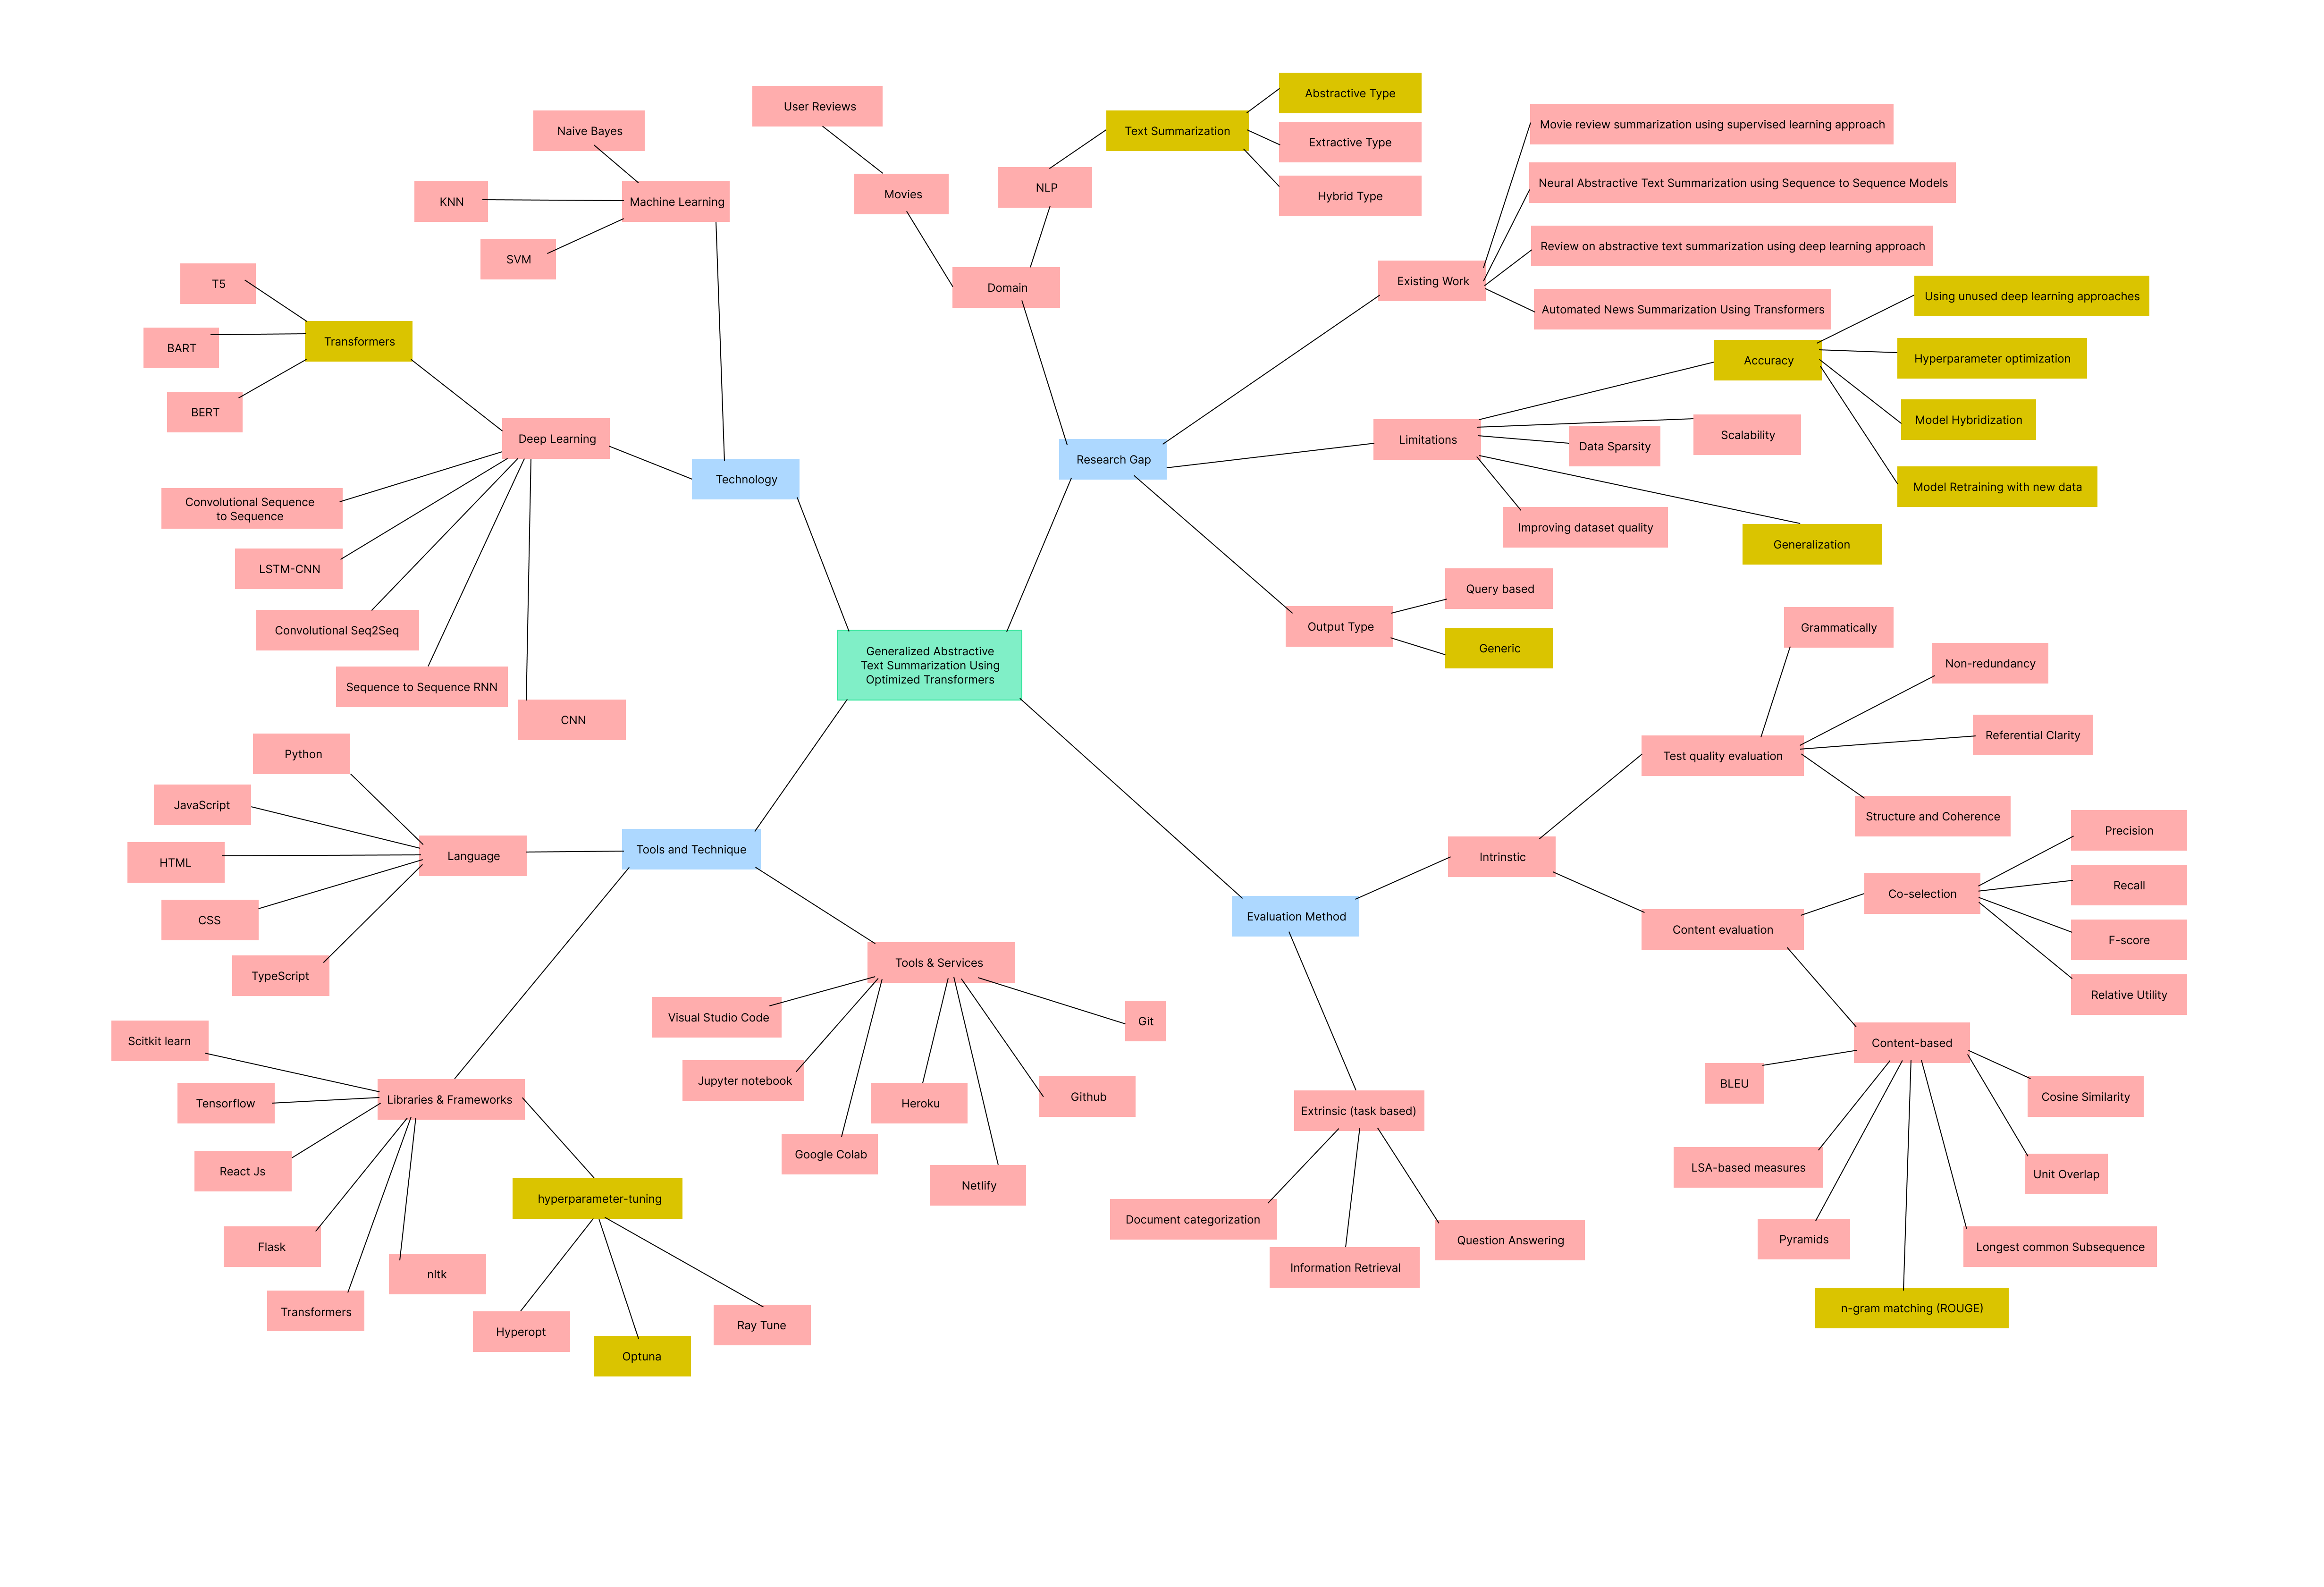 Generalized Abstractive
Text Summarization Using
Optimized Transformers
Technology
Machine Learning
Naive Bayes
KNN
SVM
Deep Learning
Transformers
T5
BART
BERT
Convolutional Sequence
to Sequence
LSTM-CNN
Convolutional Seq2Seq
Sequence to Sequence RNN
CNN
Research Gap
Domain
Movies
User Reviews
NLP
Text Summarization
Abstractive Type
Extractive Type
Hybrid Type
Existing Work
Movie review summarization using supervised learning approach
Neural Abstractive Text Summarization using Sequence to Sequence Models
Review on abstractive text summarization using deep learning approach
Automated News Summarization Using Transformers
Limitations
Accuracy
Using unused deep learning approaches
Hyperparameter optimization
Model Hybridization
Model Retraining with new data
Scalability
Data Sparsity
Improving dataset quality
Generalization
Output Type
Query based
Generic
Tools and Technique
Language
Python
JavaScript
HTML
CSS
TypeScript
Libraries & Frameworks
Scitkit learn
Tensorflow
React Js
Flask
Transformers
nltk
hyperparameter-tuning
Hyperopt
Optuna
Ray Tune
Tools & Services
Visual Studio Code
Jupyter notebook
Google Colab
Heroku
Netlify
Github
Git
Evaluation Method
Intrinstic
Test quality evaluation
Grammatically
Non-redundancy
Referential Clarity
Structure and Coherence
Content evaluation
Co-selection
Precision
Recall
F-score
Relative Utility
Content-based
BLEU
LSA-based measures
Pyramids
n-gram matching (ROUGE)
Longest common Subsequence
Unit Overlap
Cosine Similarity
Extrinsic (task based)
Document categorization
Information Retrieval
Question Answering